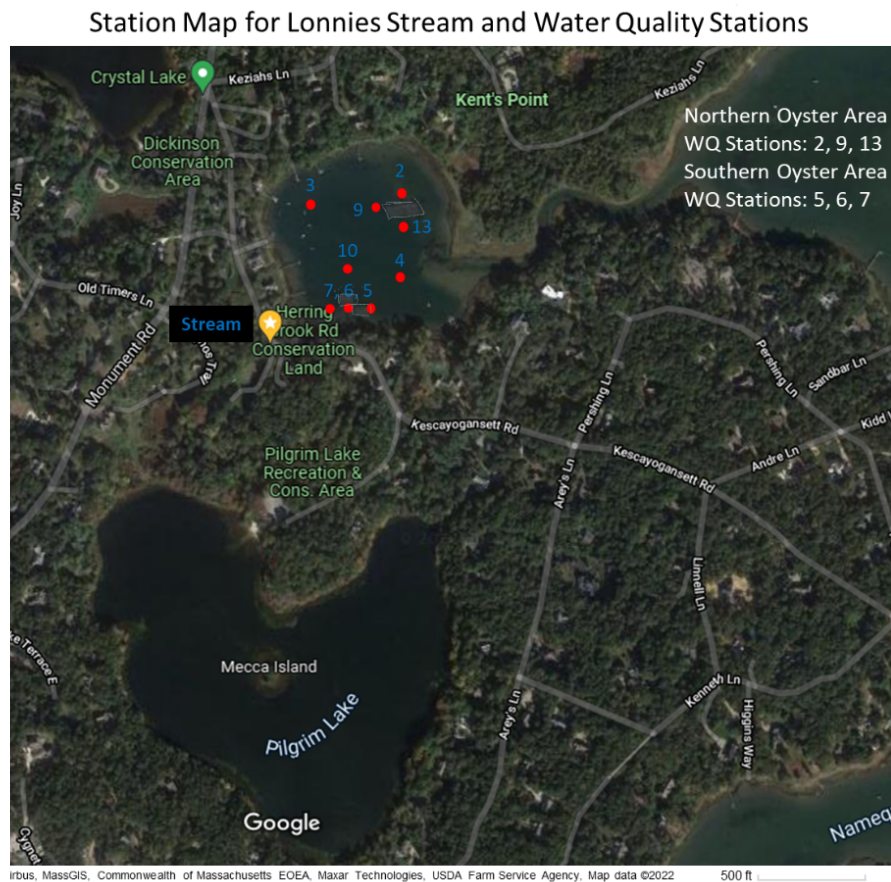 Station Map for Lonnies Stream and Water Quality Stations
Crystal Lake
Keziahs Ln
Kent's Point
Keziahs Ln
Northern Oyster Area
WQ Stations: 2, 9, 13
Southern Oyster Area
WQ Stations: 5, 6, 7
Dickinson
Conservation
Area
Joy Ln
3
2
9
13
10
4
7 6 5
Old Timers Ln
Monument Rd
Stream
Herring
Brook Rd
Conservation
Land
Pershing Ln
Pershing Ln
Sandbar Ln
Kescayogansett Rd
Kescayogansett Rd
Andre Ln
Arey's Ln
Pilgrim Lake
Recreation &
Cons. Area
Linnell Ln
Mecca Island
Pilgrim Lake
Kenneth Ln
Higgins Way
Arey's Ln
Google
Cygnet
500 ft
irbus, MassGIS, Commonwealth of Massachusetts EOEA, Maxar Technologies, USDA Farm Service Agency, Map data ©2022